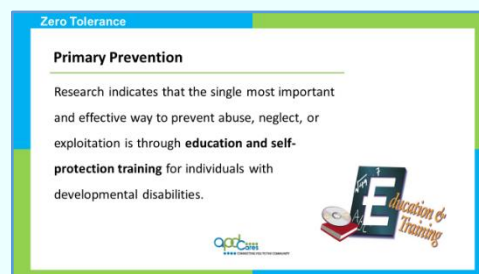 Zero Tolerance
Primary Prevention
Research indicates that the single most important
and effective way to prevent abuse, neglect, or
exploitation is through education and self-
protection training for individuals with
developmental disabilities.
Education &
Training
apd Cares